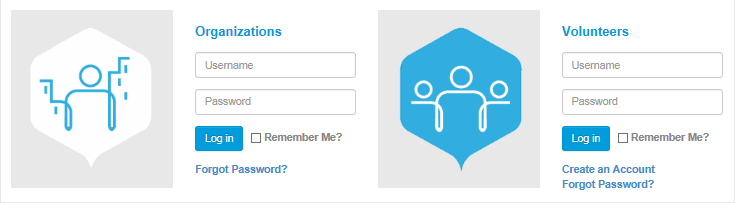 Organizations
Username
Password
Log in Remember Me?
Forgot Password?
Volunteers
Username
Password
Log in Remember Me?
Create an Account
Forgot Password?